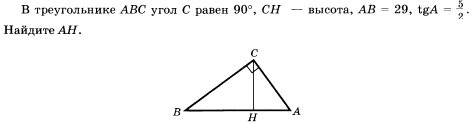 В треугольнике ABC угол C равен 90°, CH — высота, AB = 29, tgA = 5/2.
Найдите AH.
C
B
H
A